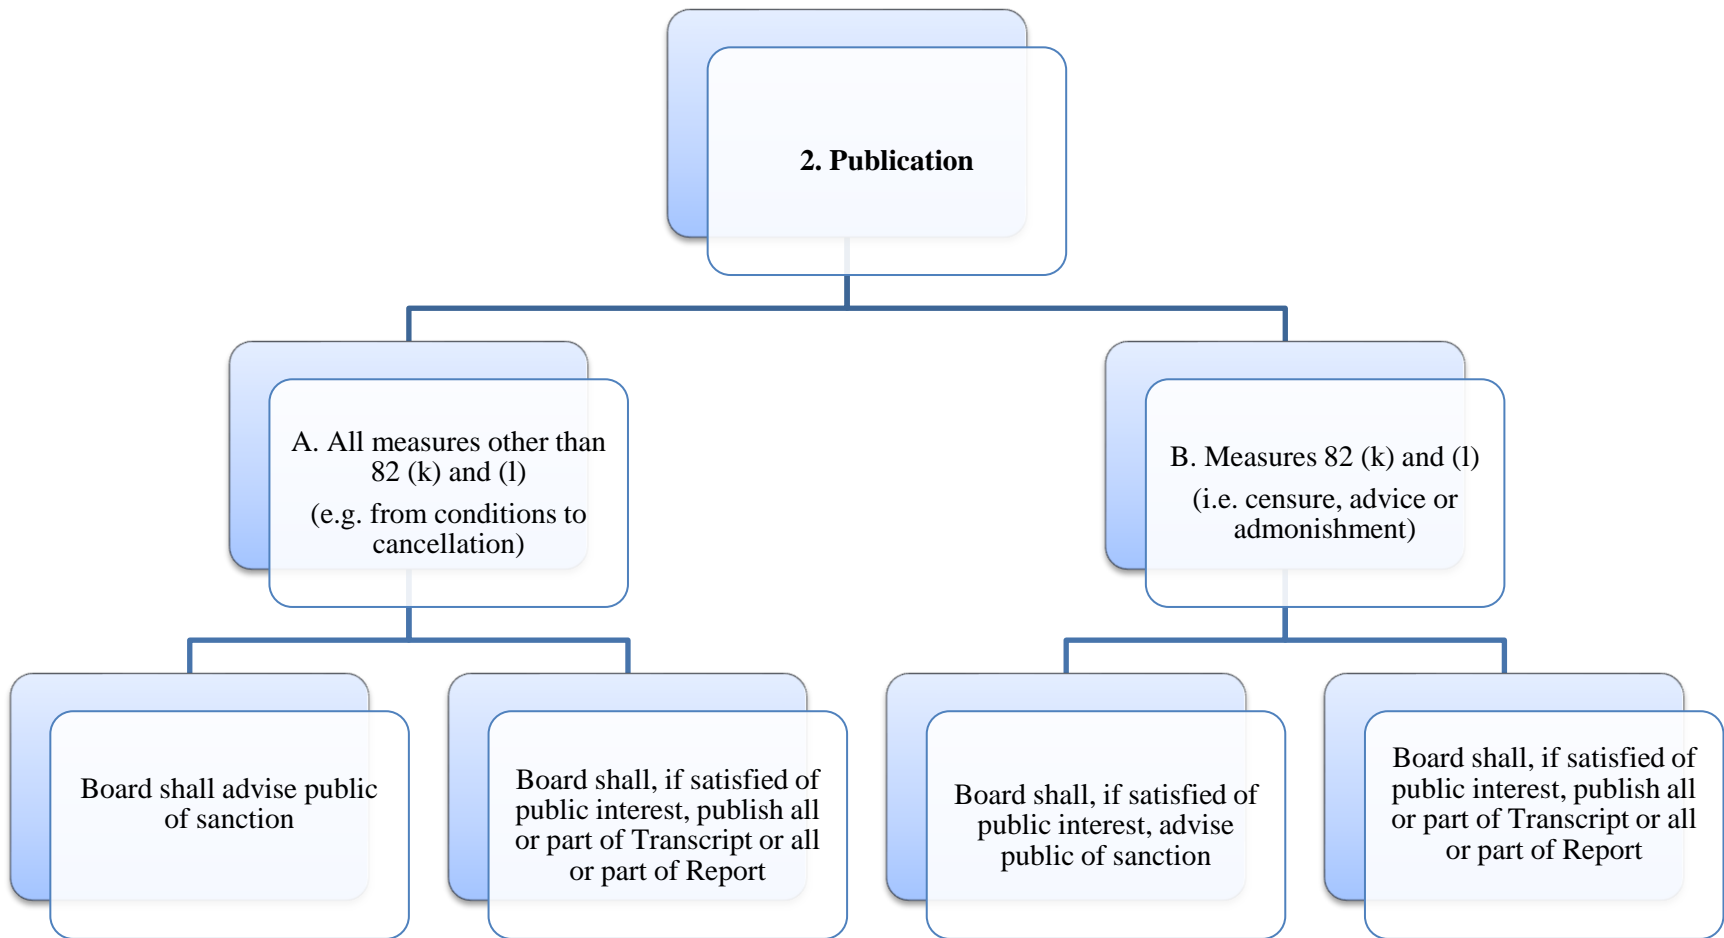 2. Publication
A. All measures other than
82 (k) and (l)
(e.g. from conditions to
cancellation)
B. Measures 82 (k) and (l)
(i.e. censure, advice or
admonishment)
Board shall advise public
of sanction
Board shall, if satisfied of
public interest, publish all
or part of Transcript or all
or part of Report
Board shall, if satisfied of
public interest, advise
public of sanction
Board shall, if satisfied of
public interest, publish all
or part of Transcript or all
or part of Report